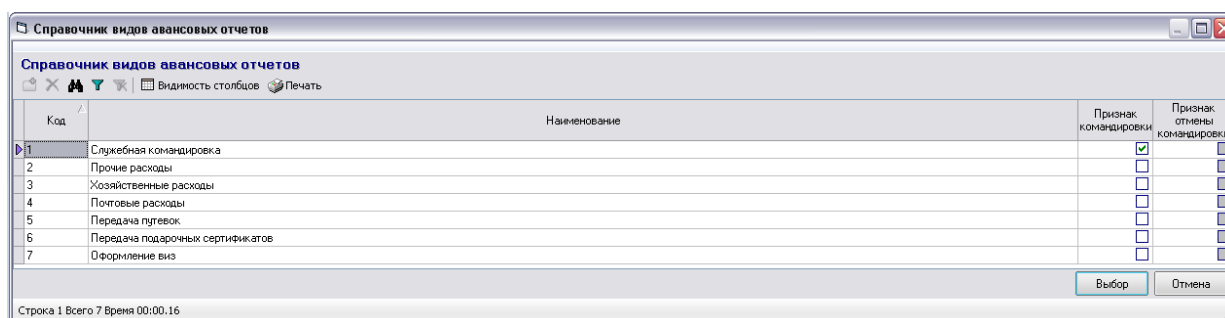 Справочник видов авансовых отчетов
Справочник видов авансовых отчетов
Видимость столбцов Печать
Код Наименование Признак командировки Признак отмены командировки
1 Служебная командировка
2 Прочие расходы
3 Хозяйственные расходы
4 Почтовые расходы
5 Передача путевок
6 Передача подарочных сертификатов
7 Оформление виз
Выбор Отмена
Строка 1 Всего 7 Время 00:00.16